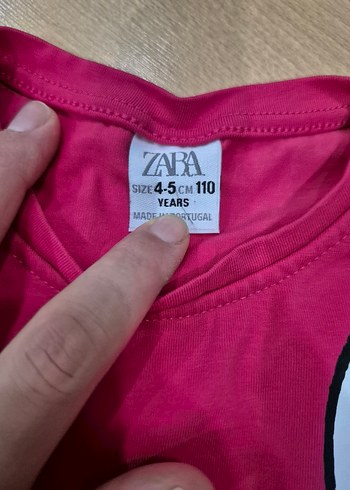 ZARA
SIZE 4-5 CM 110
YEARS
MADE IN PORTUGAL